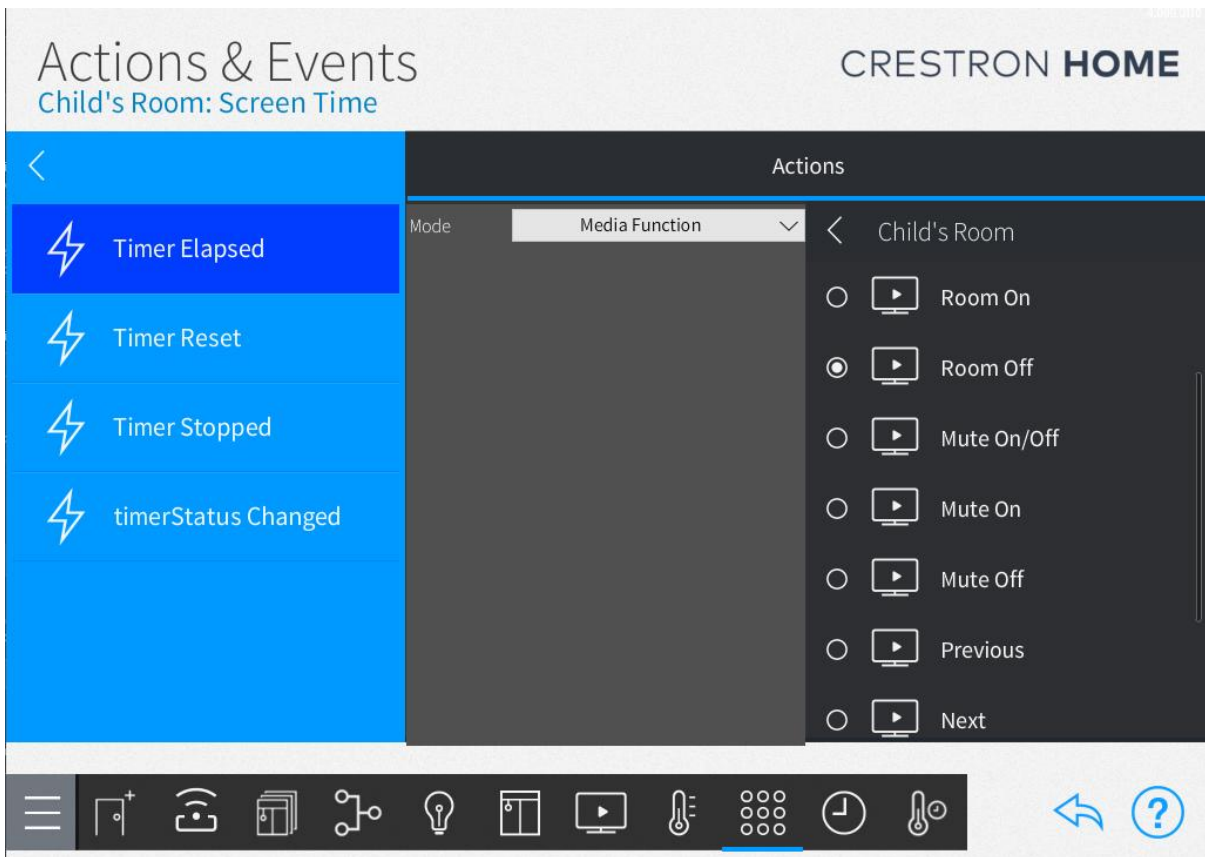 Actions & Events
CRESTRON HOME
Child's Room: Screen Time
Actions
Timer Elapsed
Timer Reset
Timer Stopped
timerStatus Changed
Mode
Media Function
Child's Room
Room On
Room Off
Mute On/Off
Mute On
Mute Off
Previous
Next
?